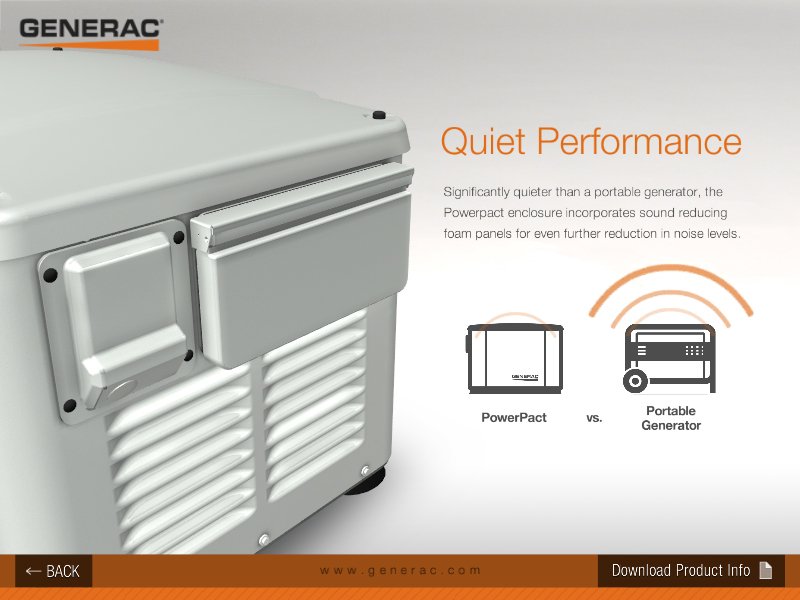 GENERAC®
Quiet Performance
Significantly quieter than a portable generator, the
Powerpact enclosure incorporates sound reducing
foam panels for even further reduction in noise levels.
GENERAC
PowerPact
vs.
Portable
Generator
← BACK
www.generac.com
Download Product Info